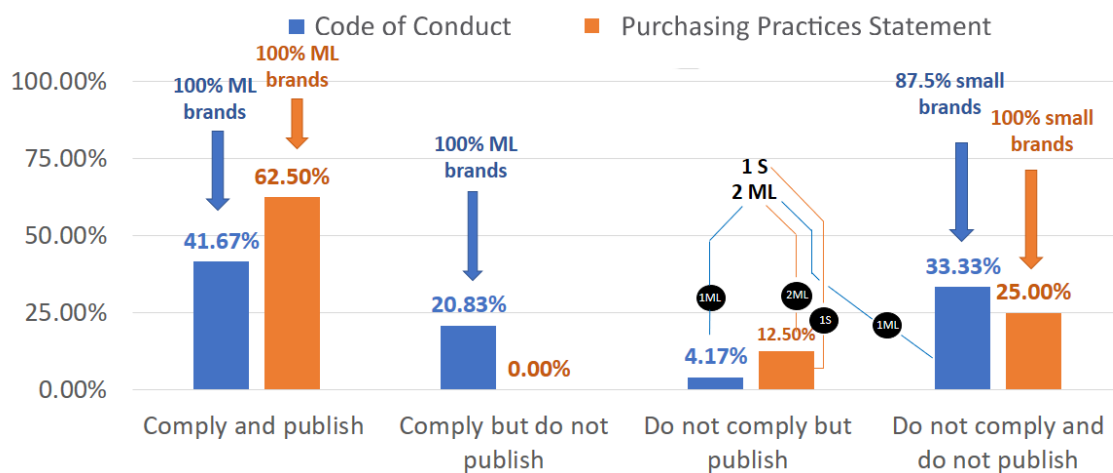 Code of Conduct
Purchasing Practices Statement
100.00%
75.00%
50.00%
25.00%
0.00%
100% ML
brands
100% ML
brands
41.67%
62.50%
100% ML
brands
20.83%
0.00%
1 S
2 ML
1ML
2ML
1S
1ML
4.17%
12.50%
87.5% small
brands
100% small
brands
33.33%
25.00%
Comply and publish
Comply but do not
publish
Do not comply but
publish
Do not comply and
do not publish